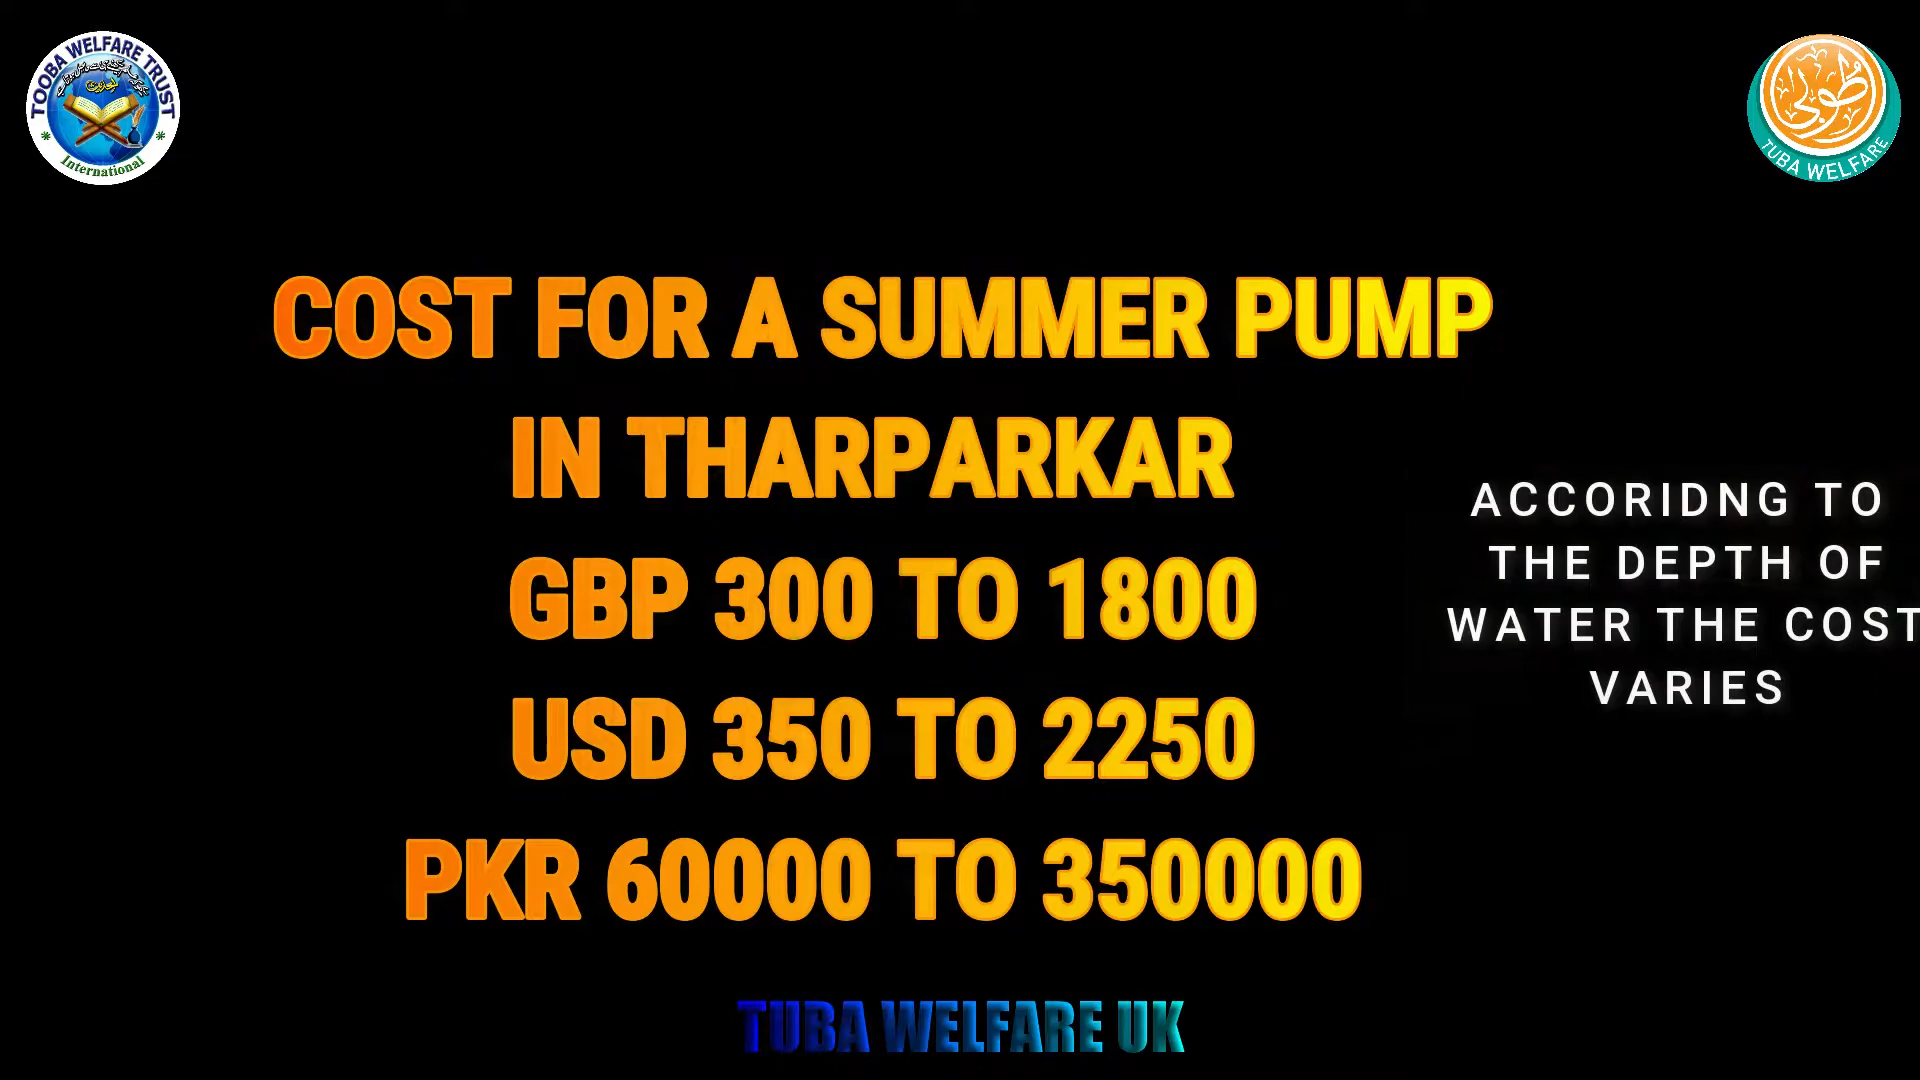 TOOBA WELFARE TRUST
International
طوبى
TUBA WELFARE
COST FOR A SUMMER PUMP
IN THARPARKAR
GBP 300 TO 1800
USD 350 TO 2250
PKR 60000 TO 350000
ACCORIDNG TO
THE DEPTH OF
WATER THE COST
VARIES
TUBA WELFARE UK